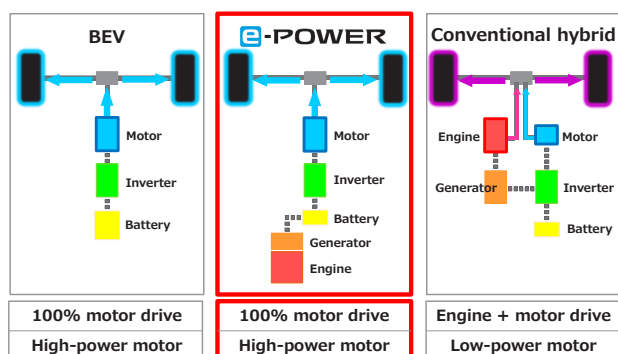 BEV
Motor
Inverter
Battery
100% motor drive
High-power motor
e-POWER
Motor
Inverter
Battery
Generator
Engine
100% motor drive
High-power motor
Conventional hybrid
Engine
Motor
Generator
Inverter
Battery
Engine + motor drive
Low-power motor